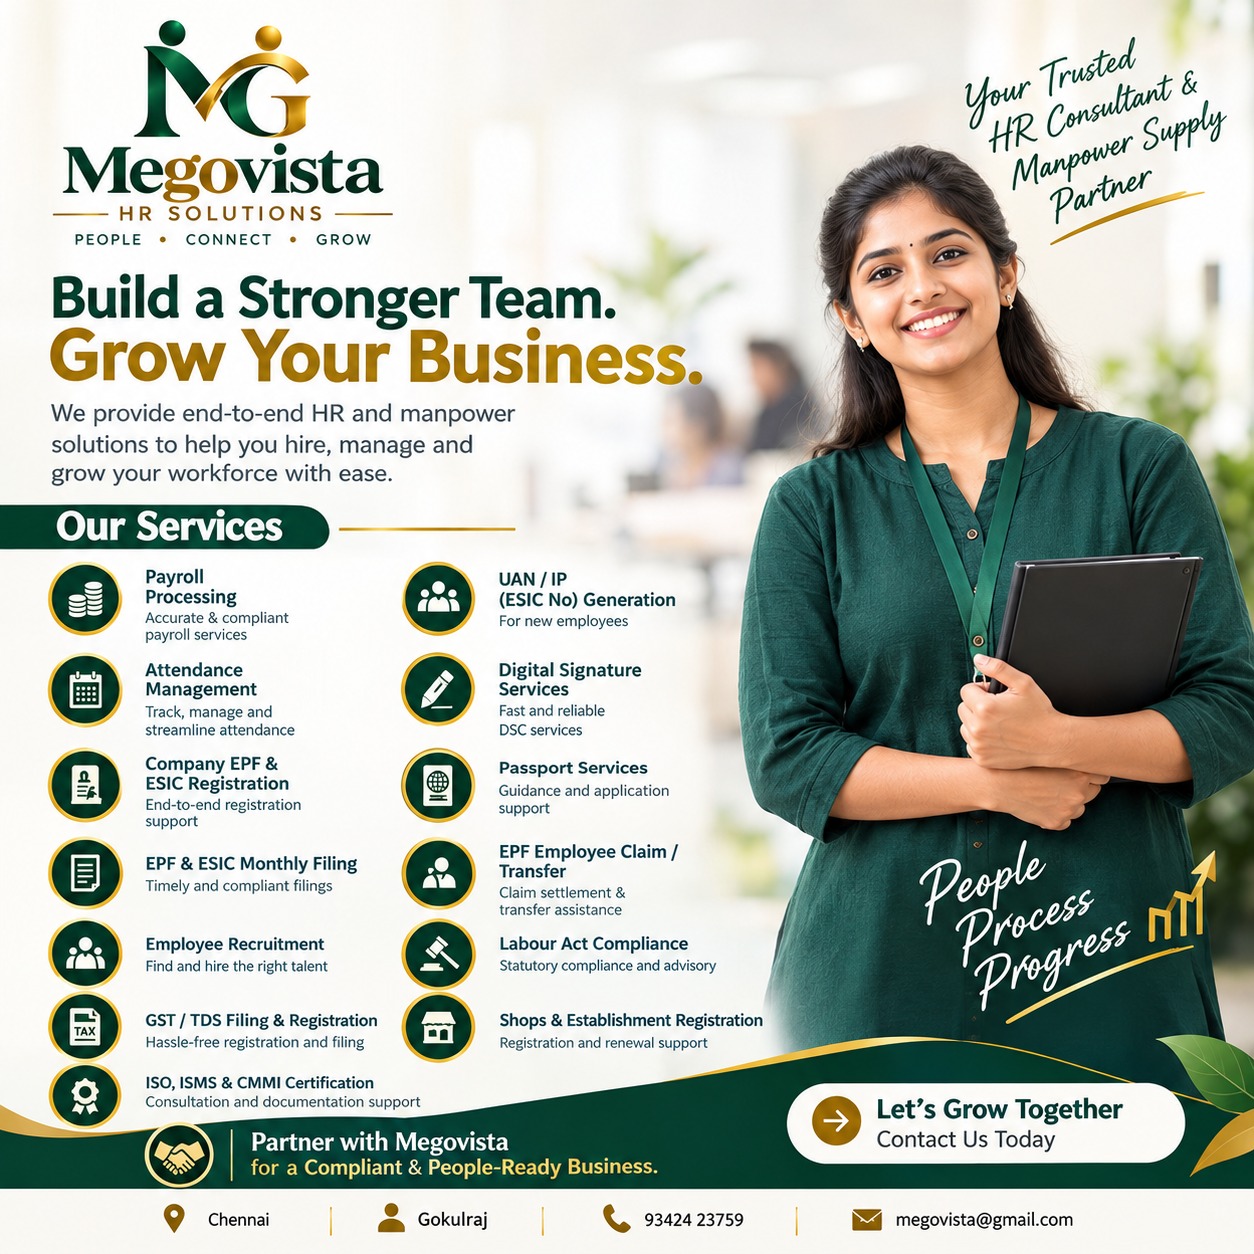 MG
Megovista
HR SOLUTIONS
PEOPLE • CONNECT • GROW
Your Trusted
HR Consultant &
Manpower Supply
Partner
Build a Stronger Team.
Grow Your Business.
We provide end-to-end HR and manpower
solutions to help you hire, manage and
grow your workforce with ease.
Our Services
Payroll
Processing
Accurate & compliant
payroll services
UAN / IP
(ESIC No) Generation
For new employees
Attendance
Management
Track, manage and
streamline attendance
Digital Signature
Services
Fast and reliable
DSC services
Company EPF &
ESIC Registration
End-to-end registration
support
Passport Services
Guidance and application
support
EPF & ESIC Monthly Filing
Timely and compliant filings
EPF Employee Claim /
Transfer
Claim settlement &
transfer assistance
Employee Recruitment
Find and hire the right talent
Labour Act Compliance
Statutory compliance and advisory
TAX
GST / TDS Filing & Registration
Hassle-free registration and filing
Shops & Establishment Registration
Registration and renewal support
ISO, ISMS & CMMI Certification
Consultation and documentation support
People
Process
Progress
Partner with Megovista
for a Compliant & People-Ready Business.
Let's Grow Together
Contact Us Today
Chennai
Gokulraj
93424 23759
megovista@gmail.com